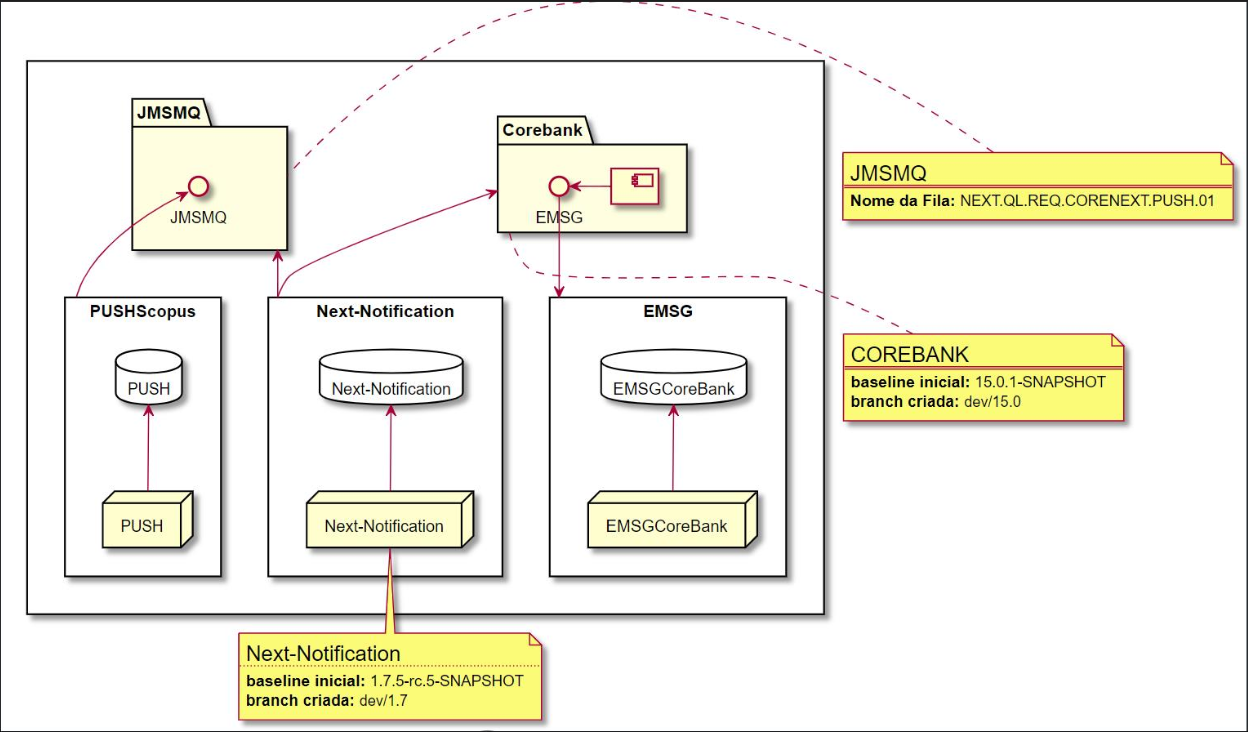 JMSMQ
JMSMQ
Corebank
EMSG
JMSMQ
Nome da Fila: NEXT.QL.REQ.CORENEXT.PUSH.01
PUSHScopus
PUSH
PUSH
Next-Notification
Next-Notification
Next-Notification
EMSG
EMSGCoreBank
EMSGCoreBank
COREBANK
baseline inicial: 15.0.1-SNAPSHOT
branch criada: dev/15.0
Next-Notification
baseline inicial: 1.7.5-rc.5-SNAPSHOT
branch criada: dev/1.7